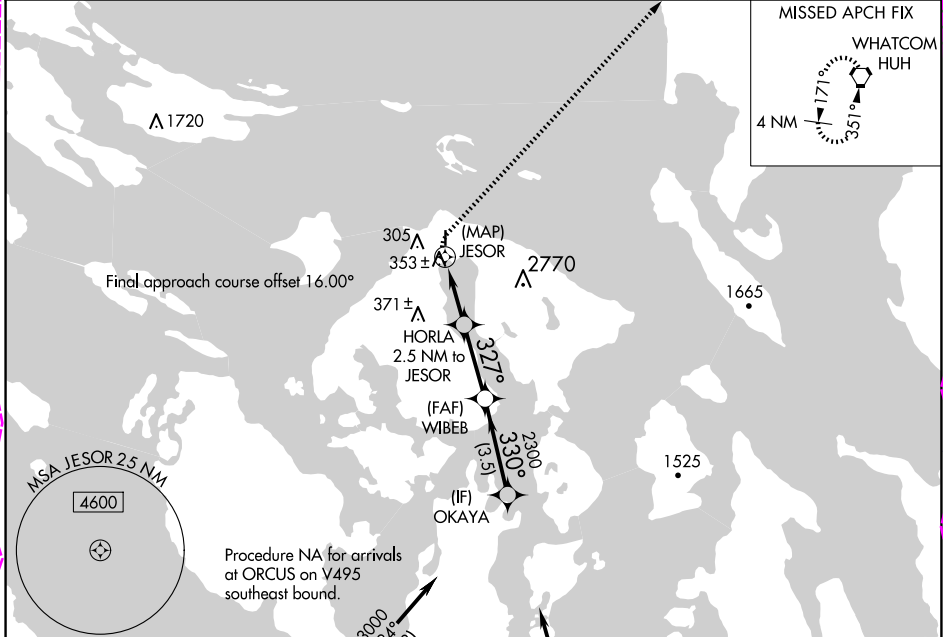 MISSED APCH FIX
WHATCOM
HUH
171°
351°
4 NM
1720
305
353 ±
(MAP)
JESOR
2770
Final approach course offset 16.00°
371 ±
1665
HORLA
2.5 NM to
JESOR
327°
(FAF)
WIBEB
2300
330°
(3.5)
1525
MSA JESOR 25 NM
4600
(IF)
OKAYA
Procedure NA for arrivals
at ORCUS on V495
southeast bound.
3000